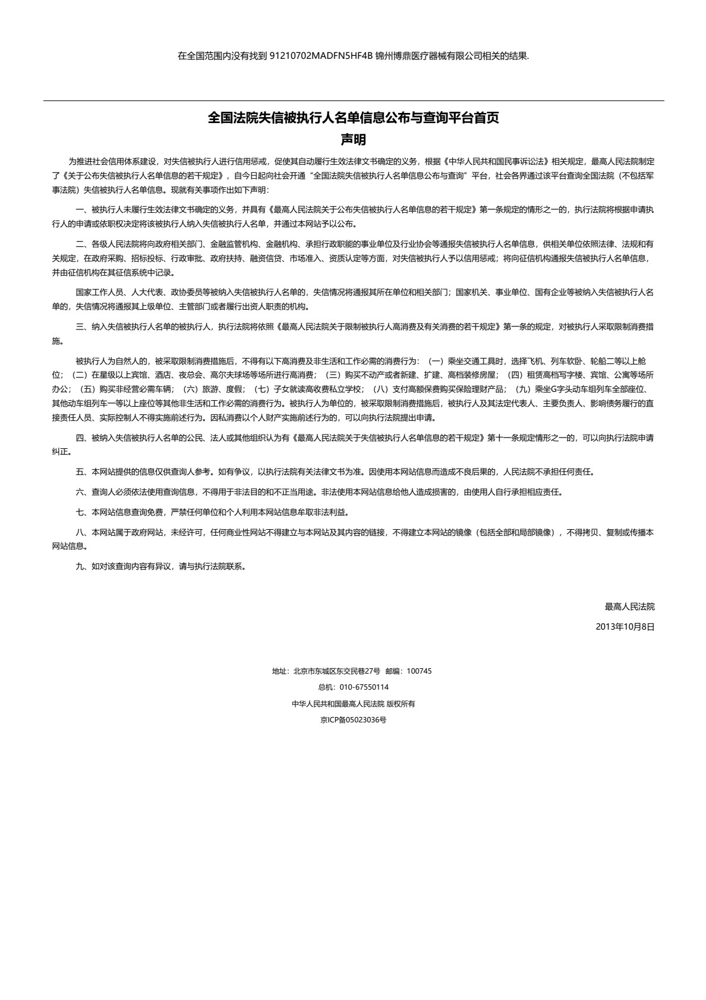 在全国范围内没有找到 91210702MADFN5HF4B 锦州博鼎医疗器械有限公司相关的结果.
全国法院失信被执行人名单信息公布与查询平台首页
声明
为推进社会信用体系建设，对失信被执行人进行信用惩戒，促使其自动履行生效法律文书确定的义务，根据《中华人民共和国民事诉讼法》相关规定，最高人民法院制定
了《关于公布失信被执行人名单信息的若干规定》，自今日起向社会开通“全国法院失信被执行人名单信息公布与查询”平台，社会各界通过该平台查询全国法院（不包括军
事法院）失信被执行人名单信息。现就有关事项作出如下声明：
一、被执行人未履行生效法律文书确定的义务，并具有《最高人民法院关于公布失信被执行人名单信息的若干规定》第一条规定的情形之一的，执行法院将根据申请执
行人的申请或依职权决定将该被执行人纳入失信被执行人名单，并通过本网站予以公布。
二、各级人民法院将向政府相关部门、金融监管机构、金融机构、承担行政职能的事业单位及行业协会等通报失信被执行人名单信息，供相关单位依照法律、法规和有
关规定，在政府采购、招标投标、行政审批、政府扶持、融资信贷、市场准入、资质认定等方面，对失信被执行人予以信用惩戒；将向征信机构通报失信被执行人名单信息，
并由征信机构在其征信系统中记录。
国家工作人员、人大代表、政协委员等被纳入失信被执行人名单的，失信情况将通报其所在单位和相关部门；国家机关、事业单位、国有企业等被纳入失信被执行人名
单的，失信情况将通报其上级单位、主管部门或者履行出资人职责的机构。
三、纳入失信被执行人名单的被执行人，执行法院将依照《最高人民法院关于限制被执行人高消费及有关消费的若干规定》第一条的规定，对被执行人采取限制消费措
施。
被执行人为自然人的，被采取限制消费措施后，不得有以下高消费及非生活和工作必需的消费行为：（一）乘坐交通工具时，选择飞机、列车软卧、轮船二等以上舱
位；（二）在星级以上宾馆、酒店、夜总会、高尔夫球场等场所进行高消费；（三）购买不动产或者新建、扩建、高档装修房屋；（四）租赁高档写字楼、宾馆、公寓等场所
办公；（五）购买非经营必需车辆；（六）旅游、度假；（七）子女就读高收费私立学校；（八）支付高额保费购买保险理财产品；（九）乘坐G字头动车组列车全部座位、
其他动车组列车一等以上座位等其他非生活和工作必需的消费行为。被执行人为单位的，被采取限制消费措施后，被执行人及其法定代表人、主要负责人、影响债务履行的直
接责任人员、实际控制人不得实施前述行为。因私消费以个人财产实施前述行为的，可以向执行法院提出申请。
四、被纳入失信被执行人名单的公民、法人或其他组织认为有《最高人民法院关于失信被执行人名单信息的若干规定》第十一条规定情形之一的，可以向执行法院申请
纠正。
五、本网站提供的信息仅供查询人参考。如有争议，以执行法院有关法律文书为准。因使用本网站信息而造成不良后果的，人民法院不承担任何责任。
六、查询人必须依法使用查询信息，不得用于非法目的和不正当用途。非法使用本网站信息给他人造成损害的，由使用人自行承担相应责任。
七、本网站信息查询免费，严禁任何单位和个人利用本网站信息牟取非法利益。
八、本网站属于政府网站，未经许可，任何商业性网站不得建立与本网站及其内容的链接，不得建立本网站的镜像（包括全部和局部镜像），不得拷贝、复制或传播本
网站信息。
九、如对该查询内容有异议，请与执行法院联系。
最高人民法院
2013年10月8日
地址：北京市东城区东交民巷27号 邮编：100745
总机：010-67550114
中华人民共和国最高人民法院 版权所有
京ICP备05023036号